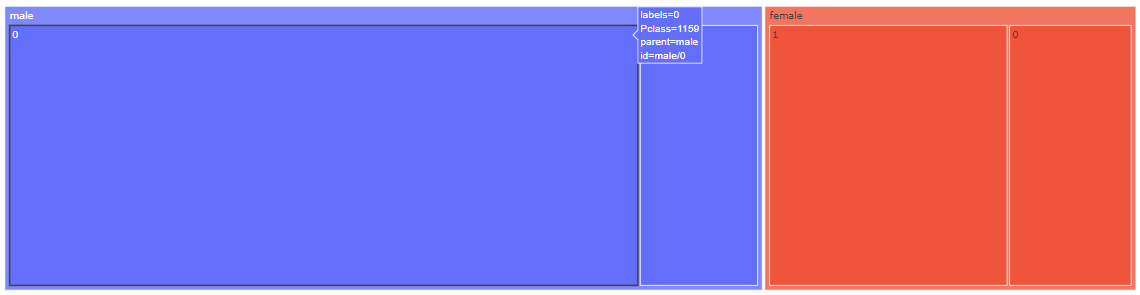 male
0
labels=0
Pclass=1159
parent=male
id=male/0
female
1
0